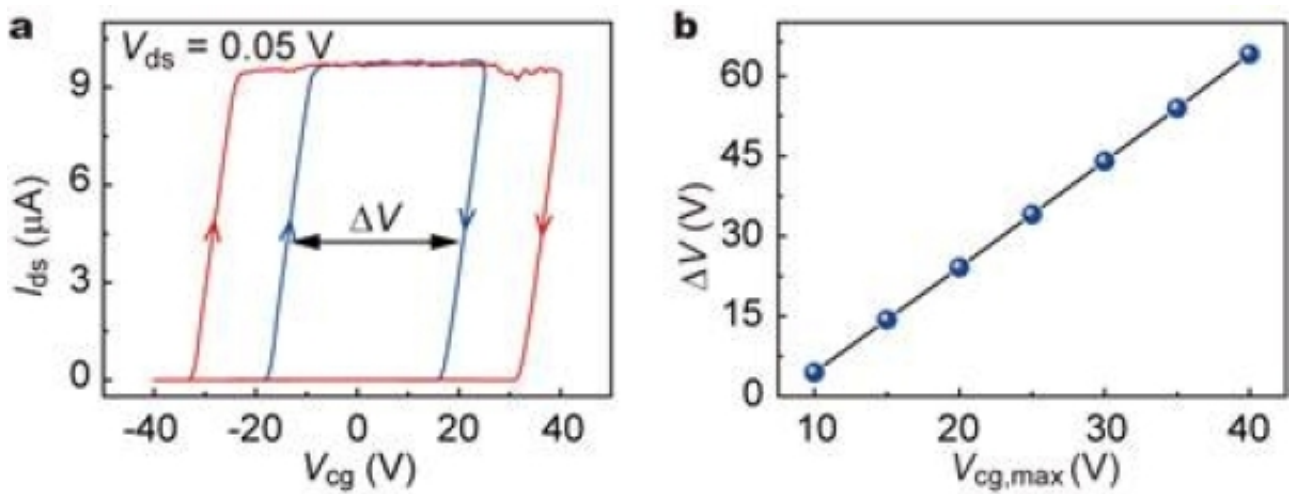 a
V_ds = 0.05 V
I_ds (μA)
9
6
3
0
ΔV
-40 -20 0 20 40
V_cg (V)
b
ΔV (V)
60
45
30
15
0
10 20 30 40
V_cg,max (V)